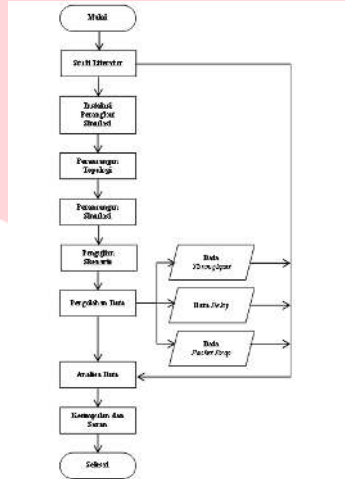 Mulai
Studi Literatur
Instalasi
Perangkat
Simulasi
Perancangan
Topologi
Perancangan
Simulasi
Pengujian
Skenario
Pengolahan Data
Data
Throughput
Data Delay
Data
Packet Drop
Analisa Data
Kesimpulan dan
Saran
Selesai